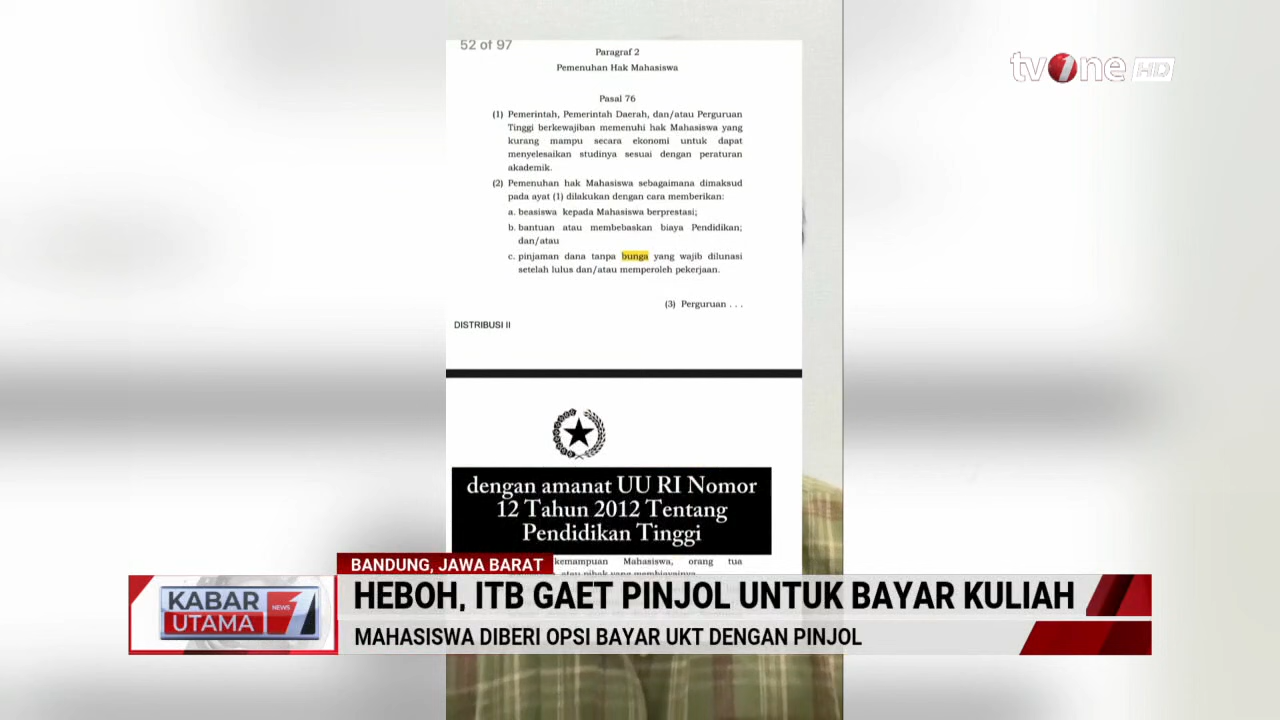 52 of 97
Paragraf 2
Pemenuhan Hak Mahasiswa
Pasal 76
(1) Pemerintah, Pemerintah Daerah, dan/atau Perguruan
Tinggi berkewajiban memenuhi hak Mahasiswa yang
kurang mampu secara ekonomi untuk dapat
menyelesaikan studinya sesuai dengan peraturan
akademik.
(2) Pemenuhan hak Mahasiswa sebagaimana dimaksud
pada ayat (1) dilakukan dengan cara memberikan:
a. beasiswa kepada Mahasiswa berprestasi;
b. bantuan atau membebaskan biaya Pendidikan;
dan/atau
c. pinjaman dana tanpa bunga yang wajib dilunasi
setelah lulus dan/atau memperoleh pekerjaan.
(3) Perguruan . . .
DISTRIBUSI II
tvOne HD
dengan amanat UU RI Nomor
12 Tahun 2012 Tentang
Pendidikan Tinggi
kemampuan Mahasiswa, orang tua
atau pihak yang membiayainya
BANDUNG, JAWA BARAT
HEBOH, ITB GAET PINJOL UNTUK BAYAR KULIAH
MAHASISWA DIBERI OPSI BAYAR UKT DENGAN PINJOL
KABAR
UTAMA
NEWS 1